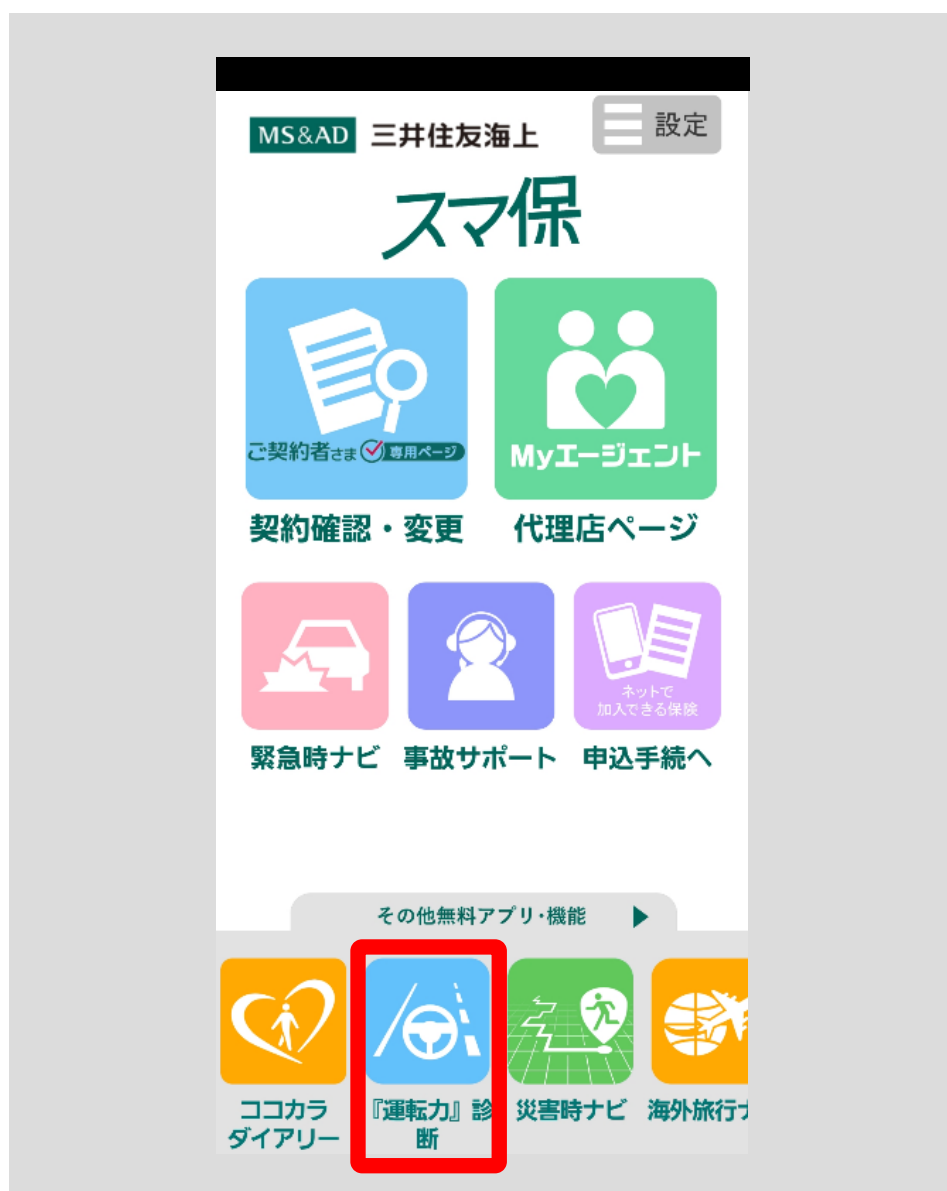 MS&AD 三井住友海上
設定
スマ保
ご契約者さま 専用ページ
Myエージェント
契約確認・変更
代理店ページ
ネットで
加入できる保険
緊急時ナビ
事故サポート
申込手続へ
その他無料アプリ・機能
ココカラ
ダイアリー
『運転力』診
断
災害時ナビ
海外旅行ナ